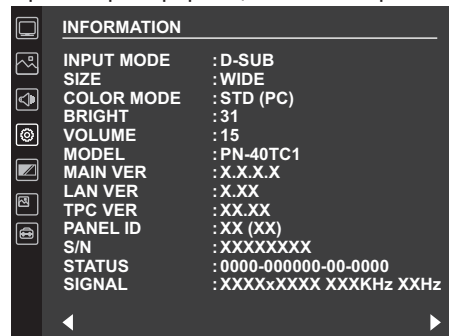 INFORMATION
INPUT MODE : D-SUB
SIZE : WIDE
COLOR MODE : STD (PC)
BRIGHT : 31
VOLUME : 15
MODEL : PN-40TC1
MAIN VER : X.X.X.X
LAN VER : X.XX
TPC VER : XX.XX
PANEL ID : XX (XX)
S/N : XXXXXXXX
STATUS : 0000-000000-00-0000
SIGNAL : XXXXxXXXX XXXKHz XXHz